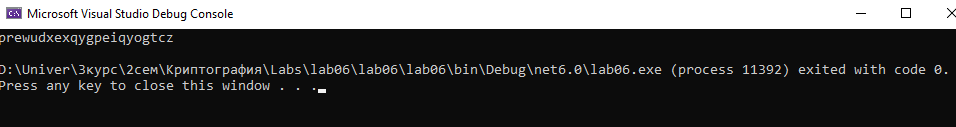 Microsoft Visual Studio Debug Console
prewudxexqygpeiqyogtcz
D:\Univer\3курс\2сем\Криптография\Labs\lab06\lab06\lab06\bin\Debug\net6.0\lab06.exe (process 11392) exited with code 0.
Press any key to close this window . . .